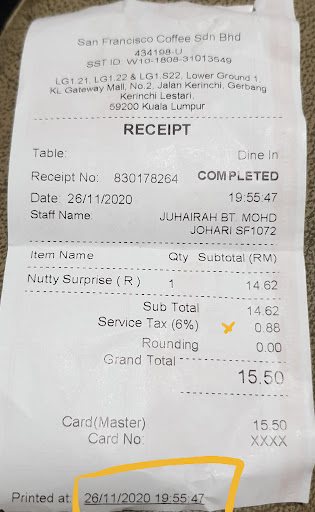 San Francisco Coffee Sdn Bhd
434198-U
SST ID: W10-1808-31013549
LG1.21, LG1.22 & LG1.S22, Lower Ground 1,
KL Gateway Mall, No.2, Jalan Kerinchi, Gerbang
Kerinchi Lestari,
59200 Kuala Lumpur
RECEIPT
Table: Dine In
Receipt No: 830178264 COMPLETED
Date: 26/11/2020 19:55:47
Staff Name: JUHAIRAH BT. MOHD
JOHARI SF1072
Item Name Qty Subtotal (RM)
Nutty Surprise ( R ) 1 14.62
Sub Total 14.62
Service Tax (6%) 0.88
Rounding 0.00
Grand Total
15.50
Card(Master) 15.50
Card No: XXXX
Printed at: 26/11/2020 19:55:47